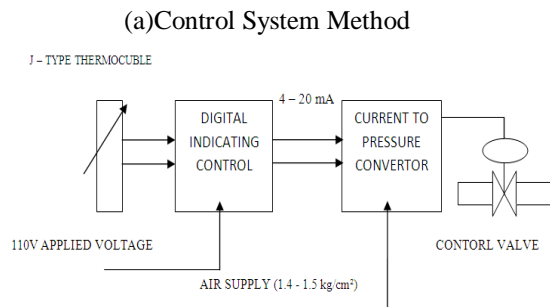 (a)Control System Method
J – TYPE THERMOCUBLE
4 – 20 mA
DIGITAL
INDICATING
CONTROL
CURRENT TO
PRESSURE
CONVERTOR
110V APPLIED VOLTAGE
CONTORL VALVE
AIR SUPPLY (1.4 - 1.5 kg/cm²)